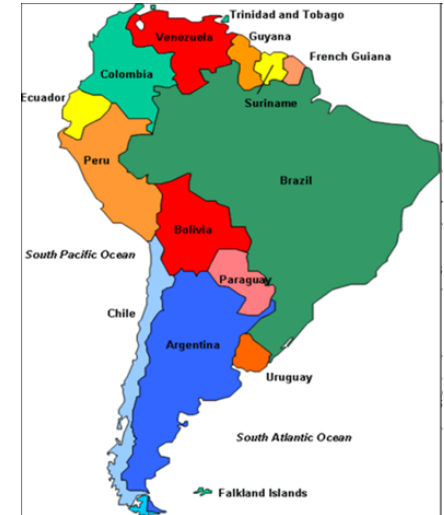 Trinidad and Tobago
Venezuela
Guyana
French Guiana
Colombia
Ecuador
Suriname
Peru
Brazil
Bolivia
South Pacific Ocean
Paraguay
Chile
Argentina
Uruguay
South Atlantic Ocean
Falkland Islands